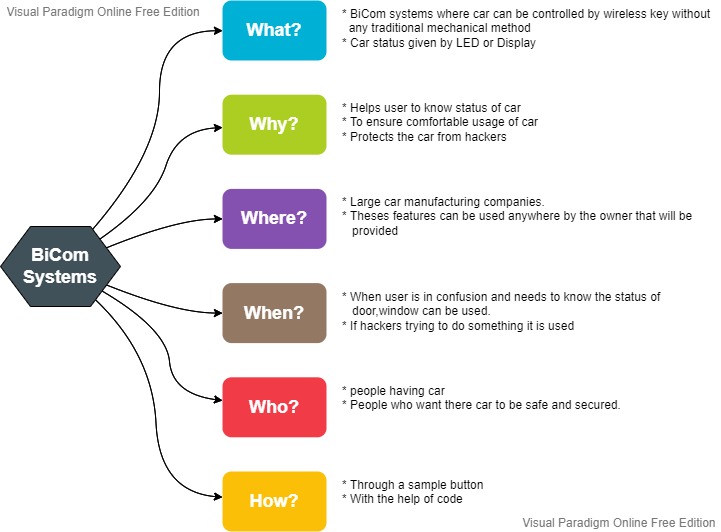 Visual Paradigm Online Free Edition
What?
* BiCom systems where car can be controlled by wireless key without
any traditional mechanical method
* Car status given by LED or Display
Why?
* Helps user to know status of car
* To ensure comfortable usage of car
* Protects the car from hackers
Where?
* Large car manufacturing companies.
* Theses features can be used anywhere by the owner that will be
provided
BiCom
Systems
When?
* When user is in confusion and needs to know the status of
door,window can be used.
* If hackers trying to do something it is used
Who?
* people having car
* People who want there car to be safe and secured.
How?
* Through a sample button
* With the help of code
Visual Paradigm Online Free Edition